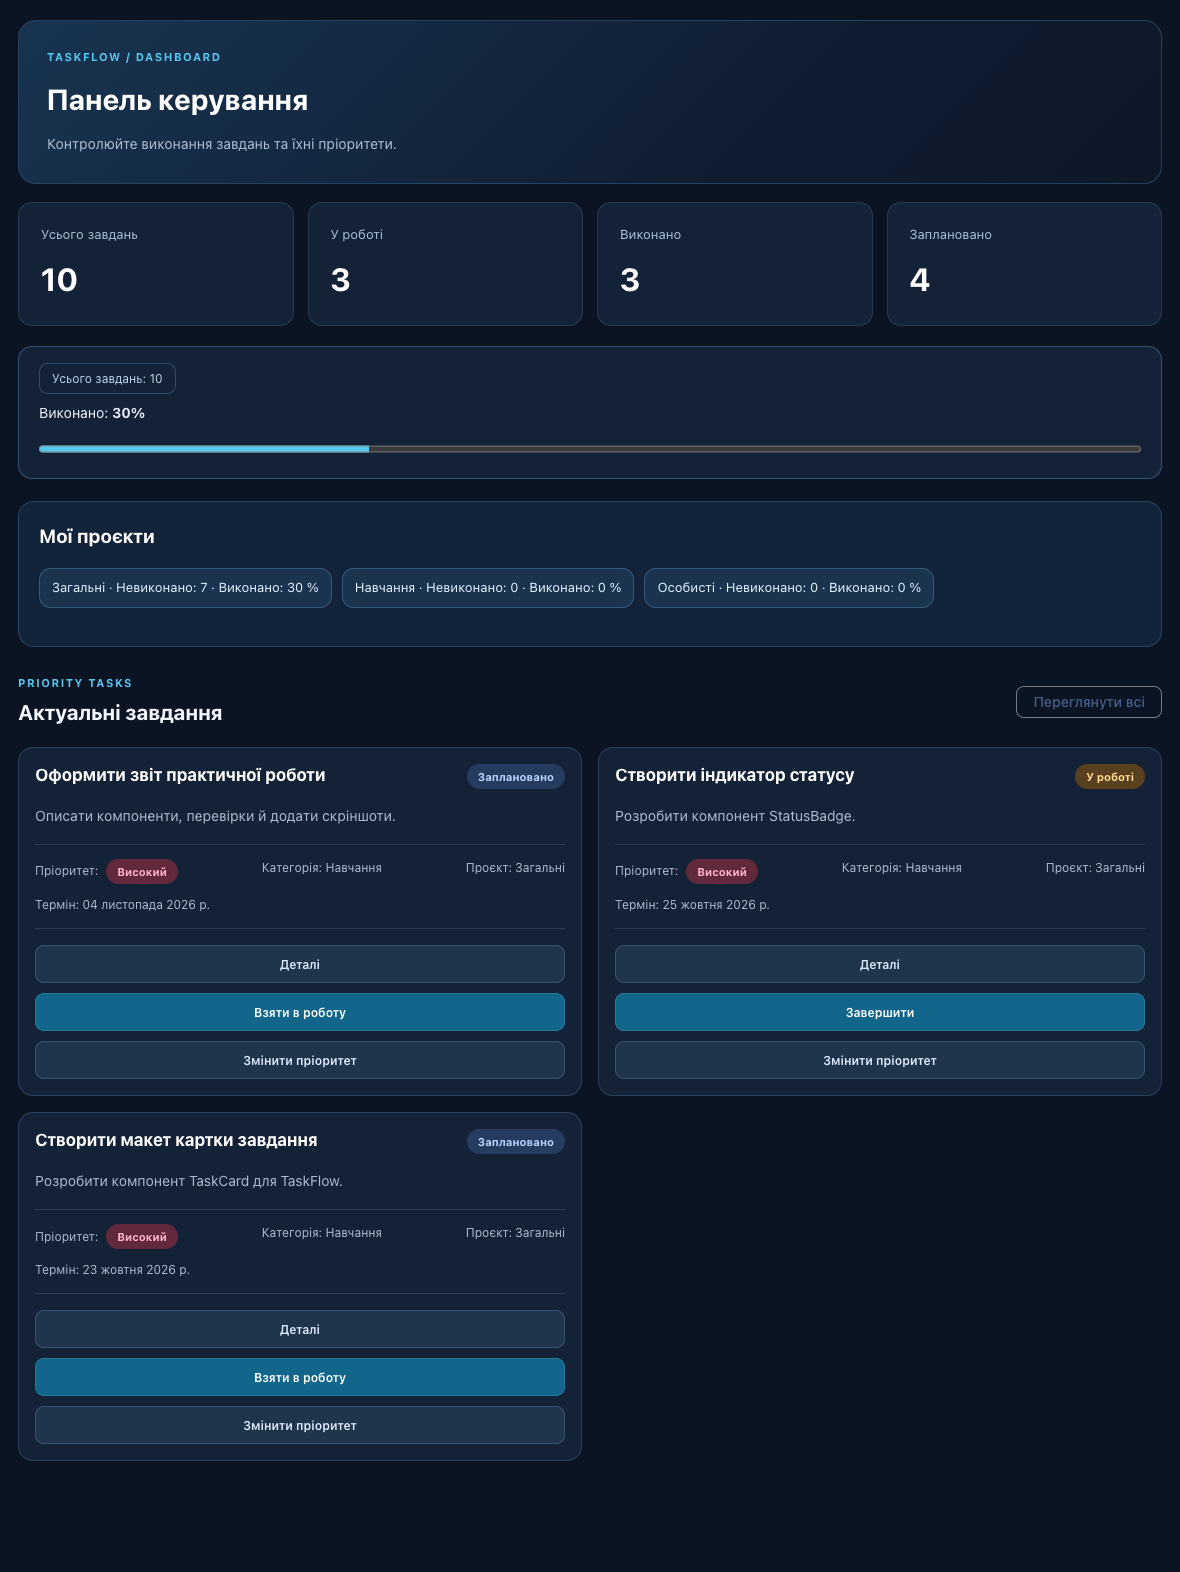 TASKFLOW / DASHBOARD
Панель керування
Контролюйте виконання завдань та їхні пріоритети.
Усього завдань
10
У роботі
3
Виконано
3
Заплановано
4
Усього завдань: 10
Виконано: 30%
Мої проєкти
Загальні · Невиконано: 7 · Виконано: 30 %
Навчання · Невиконано: 0 · Виконано: 0 %
Особисті · Невиконано: 0 · Виконано: 0 %
PRIORITY TASKS
Актуальні завдання
Переглянути всі
Оформити звіт практичної роботи
Заплановано
Описати компоненти, перевірки й додати скріншоти.
Пріоритет: Високий
Категорія: Навчання
Проєкт: Загальні
Термін: 04 листопада 2026 р.
Деталі
Взяти в роботу
Змінити пріоритет
Створити індикатор статусу
У роботі
Розробити компонент StatusBadge.
Пріоритет: Високий
Категорія: Навчання
Проєкт: Загальні
Термін: 25 жовтня 2026 р.
Деталі
Завершити
Змінити пріоритет
Створити макет картки завдання
Заплановано
Розробити компонент TaskCard для TaskFlow.
Пріоритет: Високий
Категорія: Навчання
Проєкт: Загальні
Термін: 23 жовтня 2026 р.
Деталі
Взяти в роботу
Змінити пріоритет